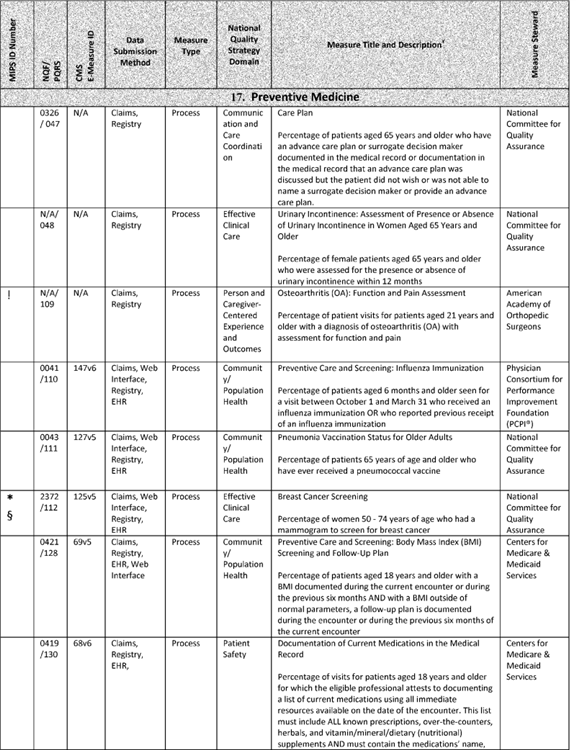 MIPS ID Number
NQF/
PQRS
CMS
E-Measure ID
Data
Submission
Method
Measure
Type
National
Quality
Strategy
Domain
Measure Title and Description¥
Measure Steward
17. Preventive Medicine
0326
/ 047
N/A
Claims,
Registry
Process
Communic
ation and
Care
Coordinati
on
Care Plan
Percentage of patients aged 65 years and older who have
an advance care plan or surrogate decision maker
documented in the medical record or documentation in
the medical record that an advance care plan was
discussed but the patient did not wish or was not able to
name a surrogate decision maker or provide an advance
care plan.
National
Committee for
Quality
Assurance
N/A/
048
N/A
Claims,
Registry
Process
Effective
Clinical
Care
Urinary Incontinence: Assessment of Presence or Absence
of Urinary Incontinence in Women Aged 65 Years and
Older
Percentage of female patients aged 65 years and older
who were assessed for the presence or absence of
urinary incontinence within 12 months
National
Committee for
Quality
Assurance
!
N/A/
109
N/A
Claims,
Registry
Process
Person and
Caregiver-
Centered
Experience
and
Outcomes
Osteoarthritis (OA): Function and Pain Assessment
Percentage of patient visits for patients aged 21 years and
older with a diagnosis of osteoarthritis (OA) with
assessment for function and pain
American
Academy of
Orthopedic
Surgeons
0041
/110
147v6
Claims, Web
Interface,
Registry,
EHR
Process
Communit
y/
Population
Health
Preventive Care and Screening: Influenza Immunization
Percentage of patients aged 6 months and older seen for
a visit between October 1 and March 31 who received an
influenza immunization OR who reported previous receipt
of an influenza immunization
Physician
Consortium for
Performance
Improvement
Foundation
(PCPI®)
0043
/111
127v5
Claims, Web
Interface,
Registry,
EHR
Process
Communit
y/
Population
Health
Pneumonia Vaccination Status for Older Adults
Percentage of patients 65 years of age and older who
have ever received a pneumococcal vaccine
National
Committee for
Quality
Assurance
*
§
2372
/112
125v5
Claims, Web
Interface,
Registry,
EHR
Process
Effective
Clinical
Care
Breast Cancer Screening
Percentage of women 50 - 74 years of age who had a
mammogram to screen for breast cancer
National
Committee for
Quality
Assurance
0421
/128
69v5
Claims,
Registry,
EHR, Web
Interface
Process
Communit
y/
Population
Health
Preventive Care and Screening: Body Mass Index (BMI)
Screening and Follow-Up Plan
Percentage of patients aged 18 years and older with a
BMI documented during the current encounter or during
the previous six months AND with a BMI outside of
normal parameters, a follow-up plan is documented
during the encounter or during the previous six months of
the current encounter
Centers for
Medicare &
Medicaid
Services
0419
/130
68v6
Claims,
Registry,
EHR,
Process
Patient
Safety
Documentation of Current Medications in the Medical
Record
Percentage of visits for patients aged 18 years and older
for which the eligible professional attests to documenting
a list of current medications using all immediate
resources available on the date of the encounter. This list
must include ALL known prescriptions, over-the-counters,
herbals, and vitamin/mineral/dietary (nutritional)
supplements AND must contain the medications' name,
Centers for
Medicare &
Medicaid
Services